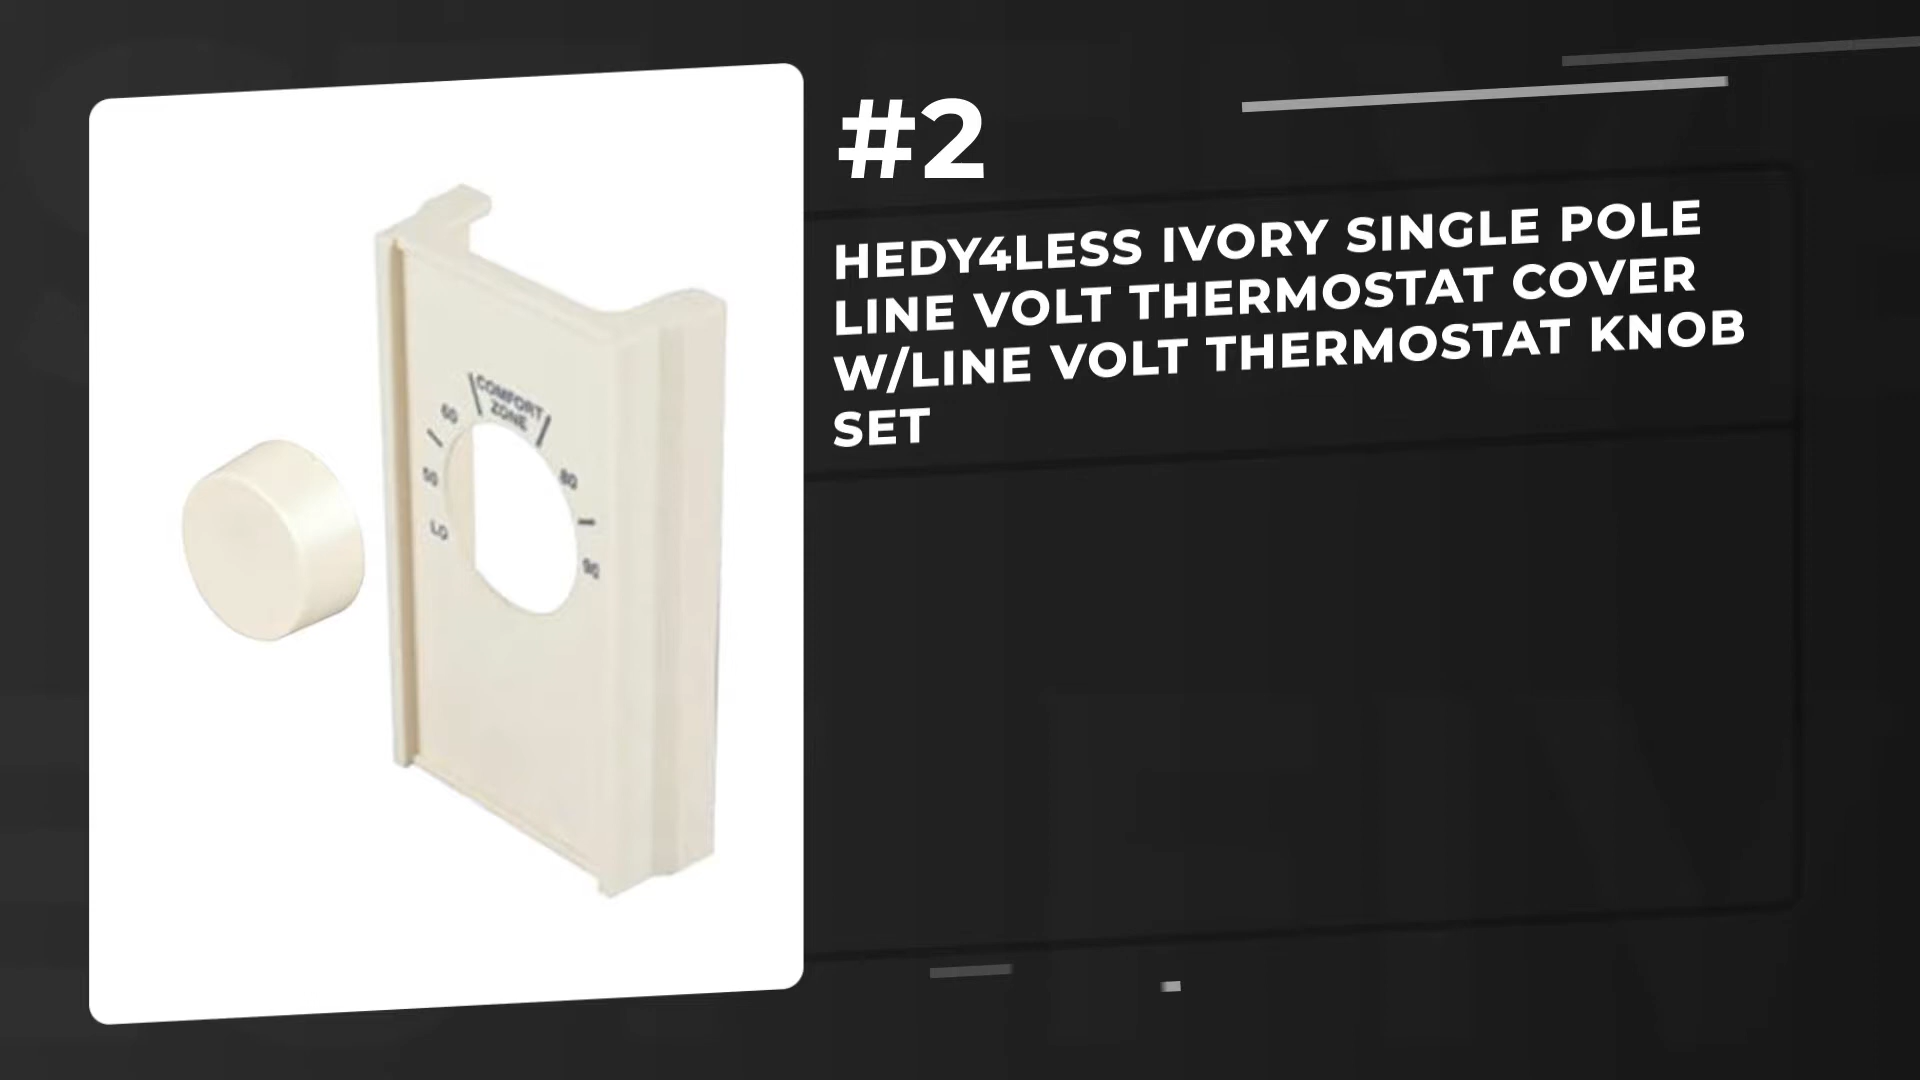 #2
HEDY4LESS IVORY SINGLE POLE
LINE VOLT THERMOSTAT COVER
W/LINE VOLT THERMOSTAT KNOB
SET
COMFORT
ZONE
60
50
LO
80
90